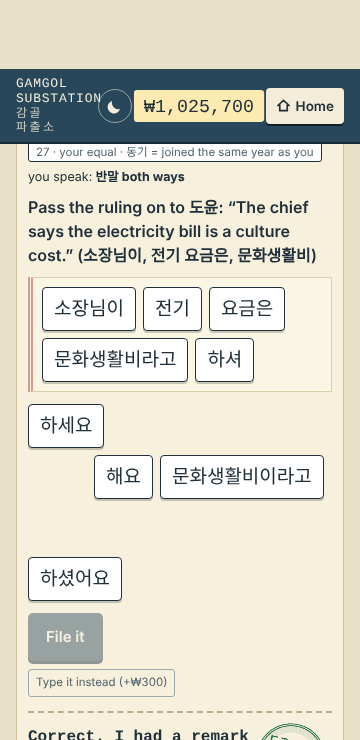 GAMGOL
SUBSTATION
감골
파출소
₩1,025,700
Home
27 · your equal · 동기 = joined the same year as you
you speak: 반말 both ways
Pass the ruling on to 도윤: “The chief
says the electricity bill is a culture
cost.” (소장님이, 전기 요금은, 문화생활비)
소장님이 전기 요금은
문화생활비라고 하셔
하세요
해요 문화생활비이라고
하셨어요
File it
Type it instead (+₩300)
Correct. I had a remark